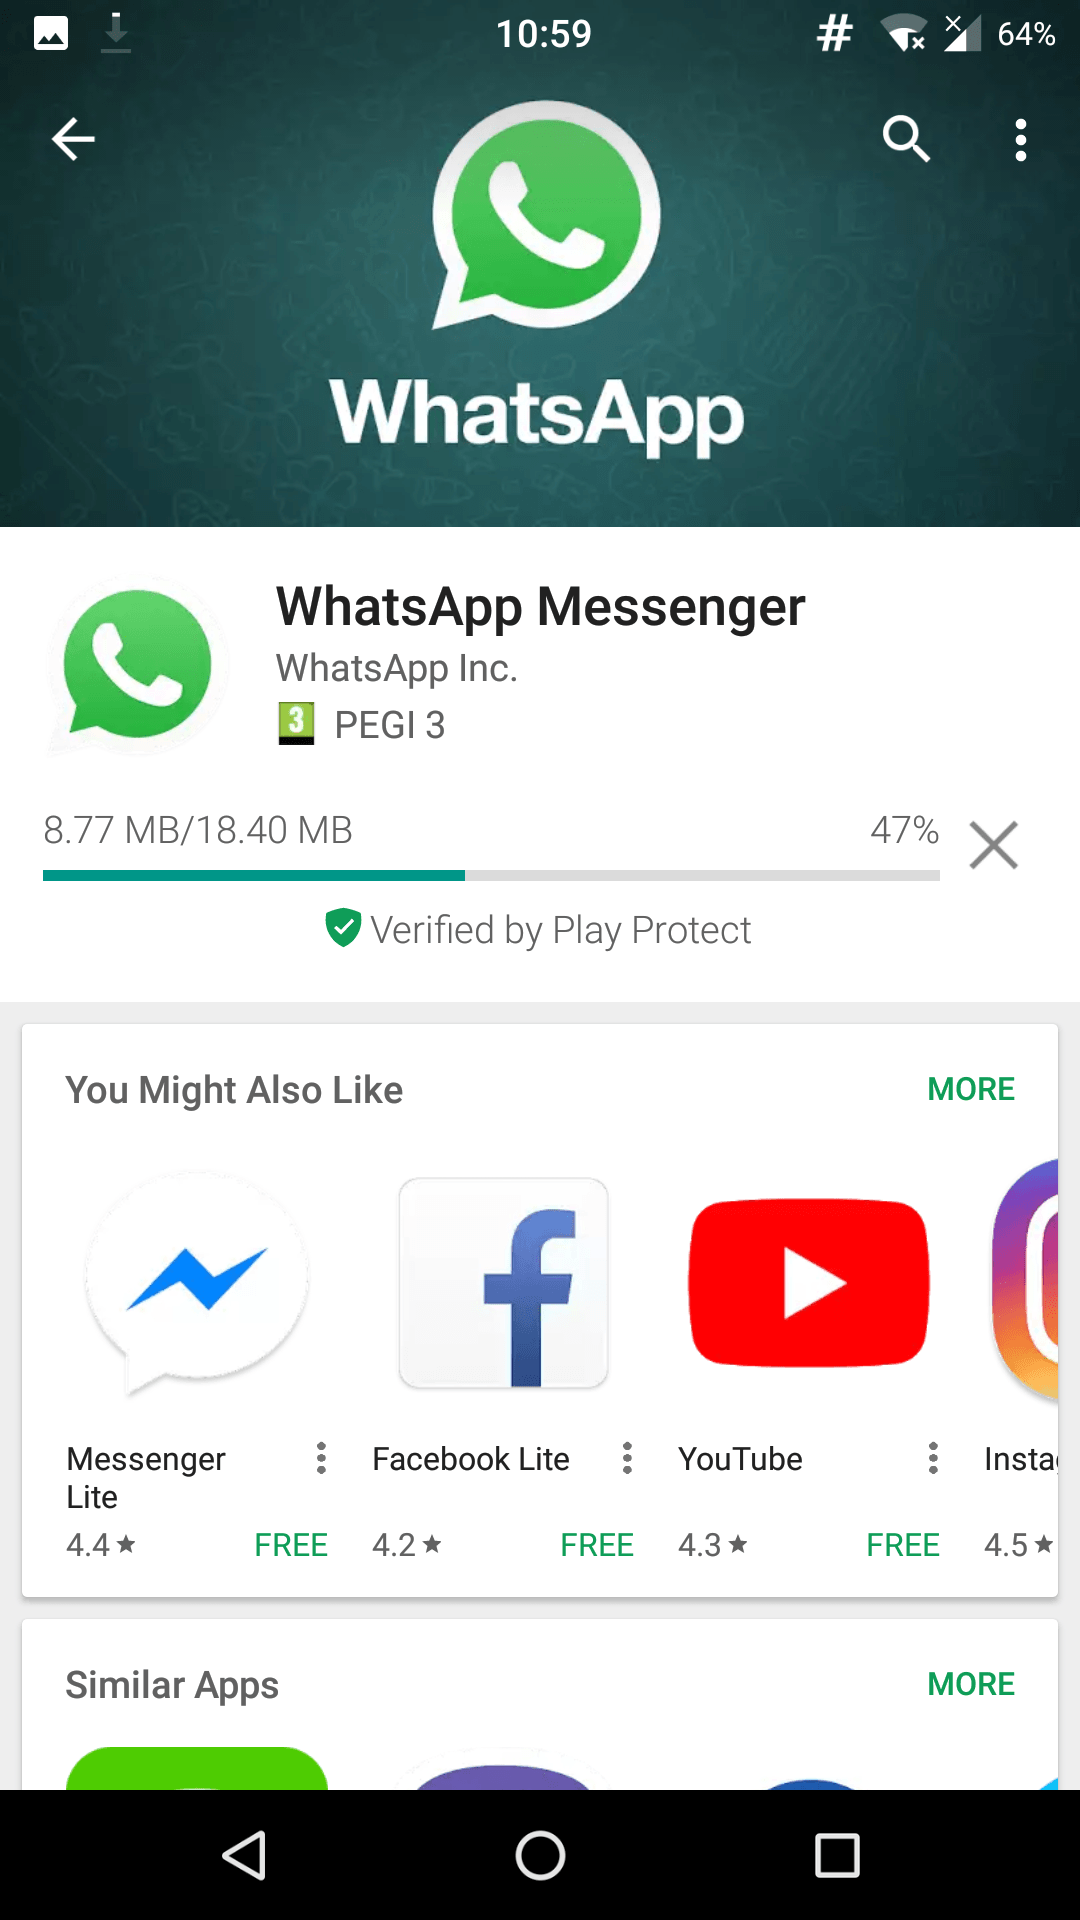 10:59
# 64%
WhatsApp
WhatsApp Messenger
WhatsApp Inc.
3 PEGI 3
8.77 MB/18.40 MB 47%
Verified by Play Protect
You Might Also Like MORE
Messenger Facebook Lite YouTube Insta
Lite
4.4 ★ FREE 4.2 ★ FREE 4.3 ★ FREE 4.5 ★
Similar Apps MORE